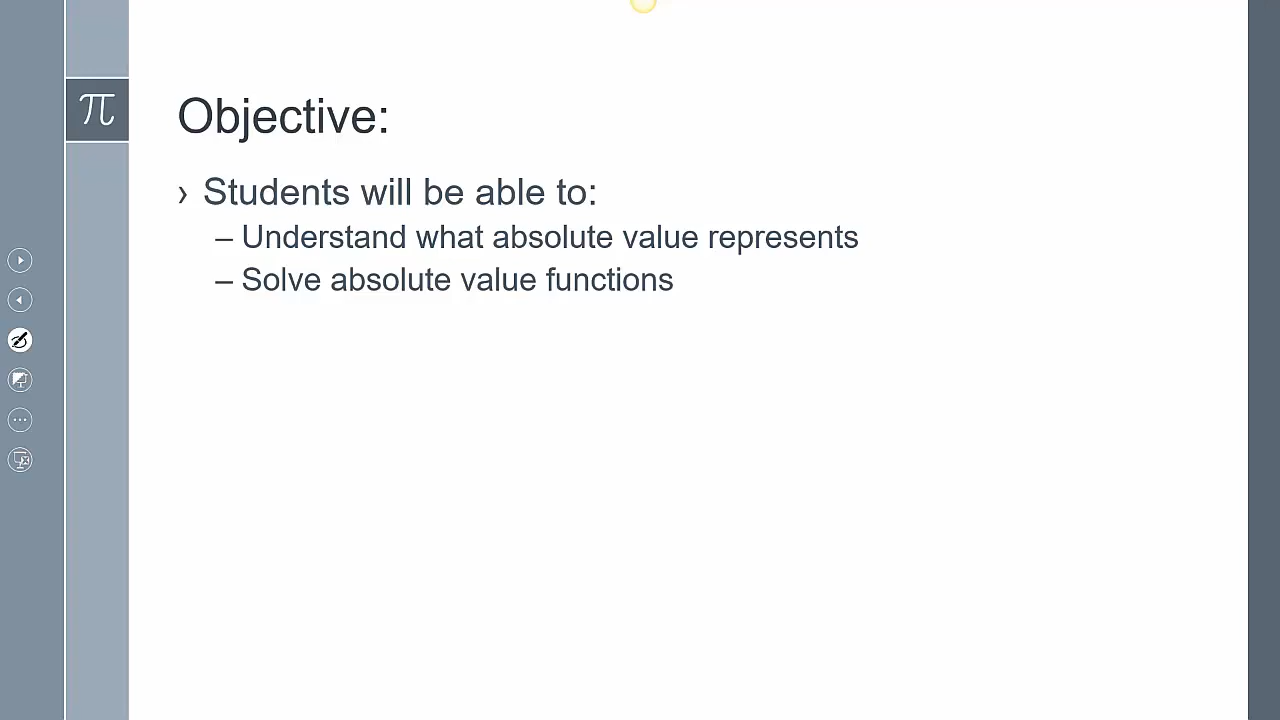 π
Objective:
› Students will be able to:
– Understand what absolute value represents
– Solve absolute value functions